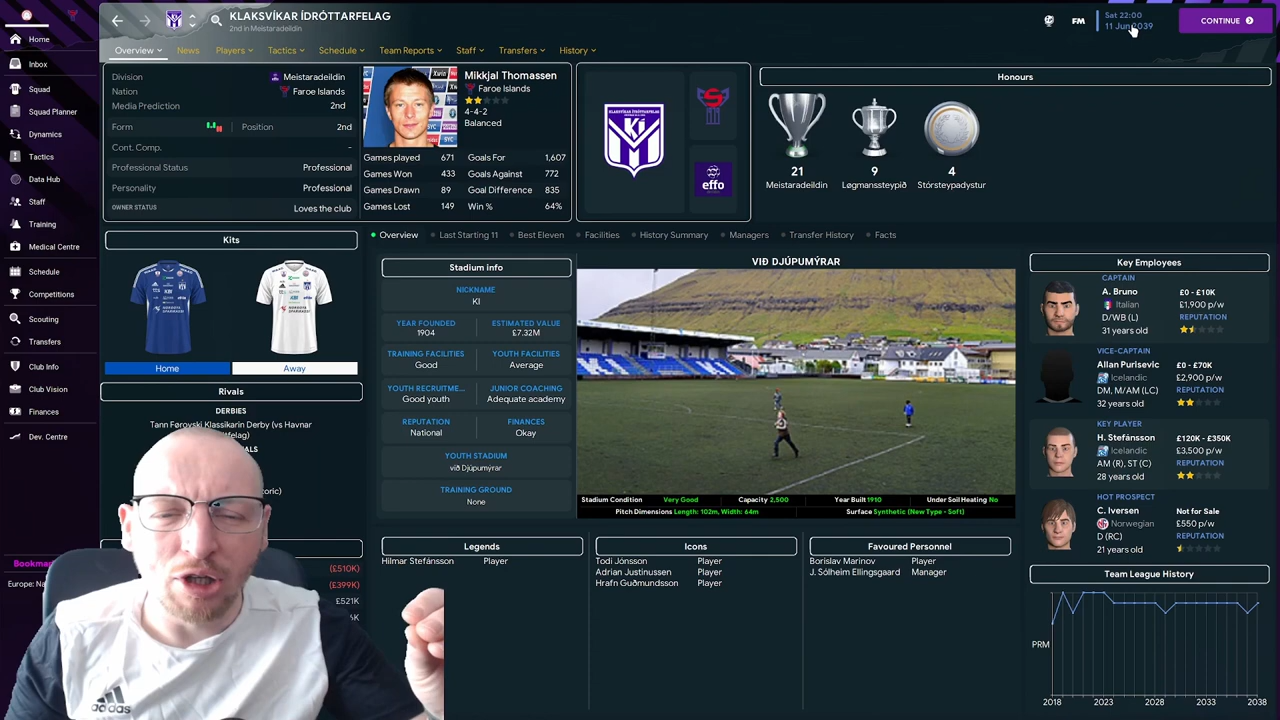 KLAKSVÍKAR ÍDRÓTTARFELAG
2nd in Meistaradeildin
FM
Sat 22:00
11 Jun 2039
CONTINUE
Overview
News
Players
Tactics
Schedule
Team Reports
Staff
Transfers
History
Home
Inbox
Squad
Squad Planner
Dynamics
Tactics
Data Hub
Staff
Training
Medical Centre
Schedule
Competitions
Scouting
Transfers
Club Info
Club Vision
Finances
Dev. Centre
Bookm
Europe: Na
Division Meistaradeildin
Nation Faroe Islands
Media Prediction 2nd
Form Position 2nd
Cont. Comp. -
Professional Status Professional
Personality Professional
OWNER STATUS Loves the club
Mikkjal Thomassen
Faroe Islands
4-4-2
Balanced
Games played 671 Goals For 1,607
Games Won 433 Goals Against 772
Games Drawn 89 Goal Difference 835
Games Lost 149 Win % 64%
KLAKSVÍKAR ÍTRÓTTARFELAG
KÍ
effo
Honours
21
Meistaradeildin
9
Løgmanssteypið
4
Stórsteypadystur
Overview
Last Starting 11
Best Eleven
Facilities
History Summary
Managers
Transfer History
Facts
Kits
Home
Away
Rivals
DERBIES
Tann Føroyski Klassikarin Derby (vs Havnar
felag)
ALS
oric)
(£510K)
(£399K)
£521K
6K
Stadium info
NICKNAME
KI
YEAR FOUNDED
1904
ESTIMATED VALUE
£7.32M
TRAINING FACILITIES
Good
YOUTH FACILITIES
Average
YOUTH RECRUITME...
Good youth
JUNIOR COACHING
Adequate academy
REPUTATION
National
FINANCES
Okay
YOUTH STADIUM
við Djúpumýrar
TRAINING GROUND
None
VIÐ DJÚPUMÝRAR
Stadium Condition Very Good Capacity 2,500 Year Built 1910 Under Soil Heating No
Pitch Dimensions Length: 102m, Width: 64m Surface Synthetic (New Type - Soft)
Legends
Hilmar Stefánsson Player
Icons
Todi Jónsson Player
Adrian Justinussen Player
Hrafn Guðmundsson Player
Favoured Personnel
Borislav Marinov Player
J. Sólheim Ellingsgaard Manager
Key Employees
CAPTAIN
A. Bruno £0 - £10K
Italian £1,900 p/w
D/WB (L) REPUTATION
31 years old
VICE-CAPTAIN
Allan Purisevic £0 - £70K
Icelandic £2,900 p/w
DM, M/AM (LC) REPUTATION
32 years old
KEY PLAYER
H. Stefánsson £120K - £350K
Icelandic £3,500 p/w
AM (R), ST (C) REPUTATION
28 years old
HOT PROSPECT
C. Iversen Not for Sale
Norwegian £550 p/w
D (RC) REPUTATION
21 years old
Team League History
PRM
2018 2023 2028 2033 2038
adidas